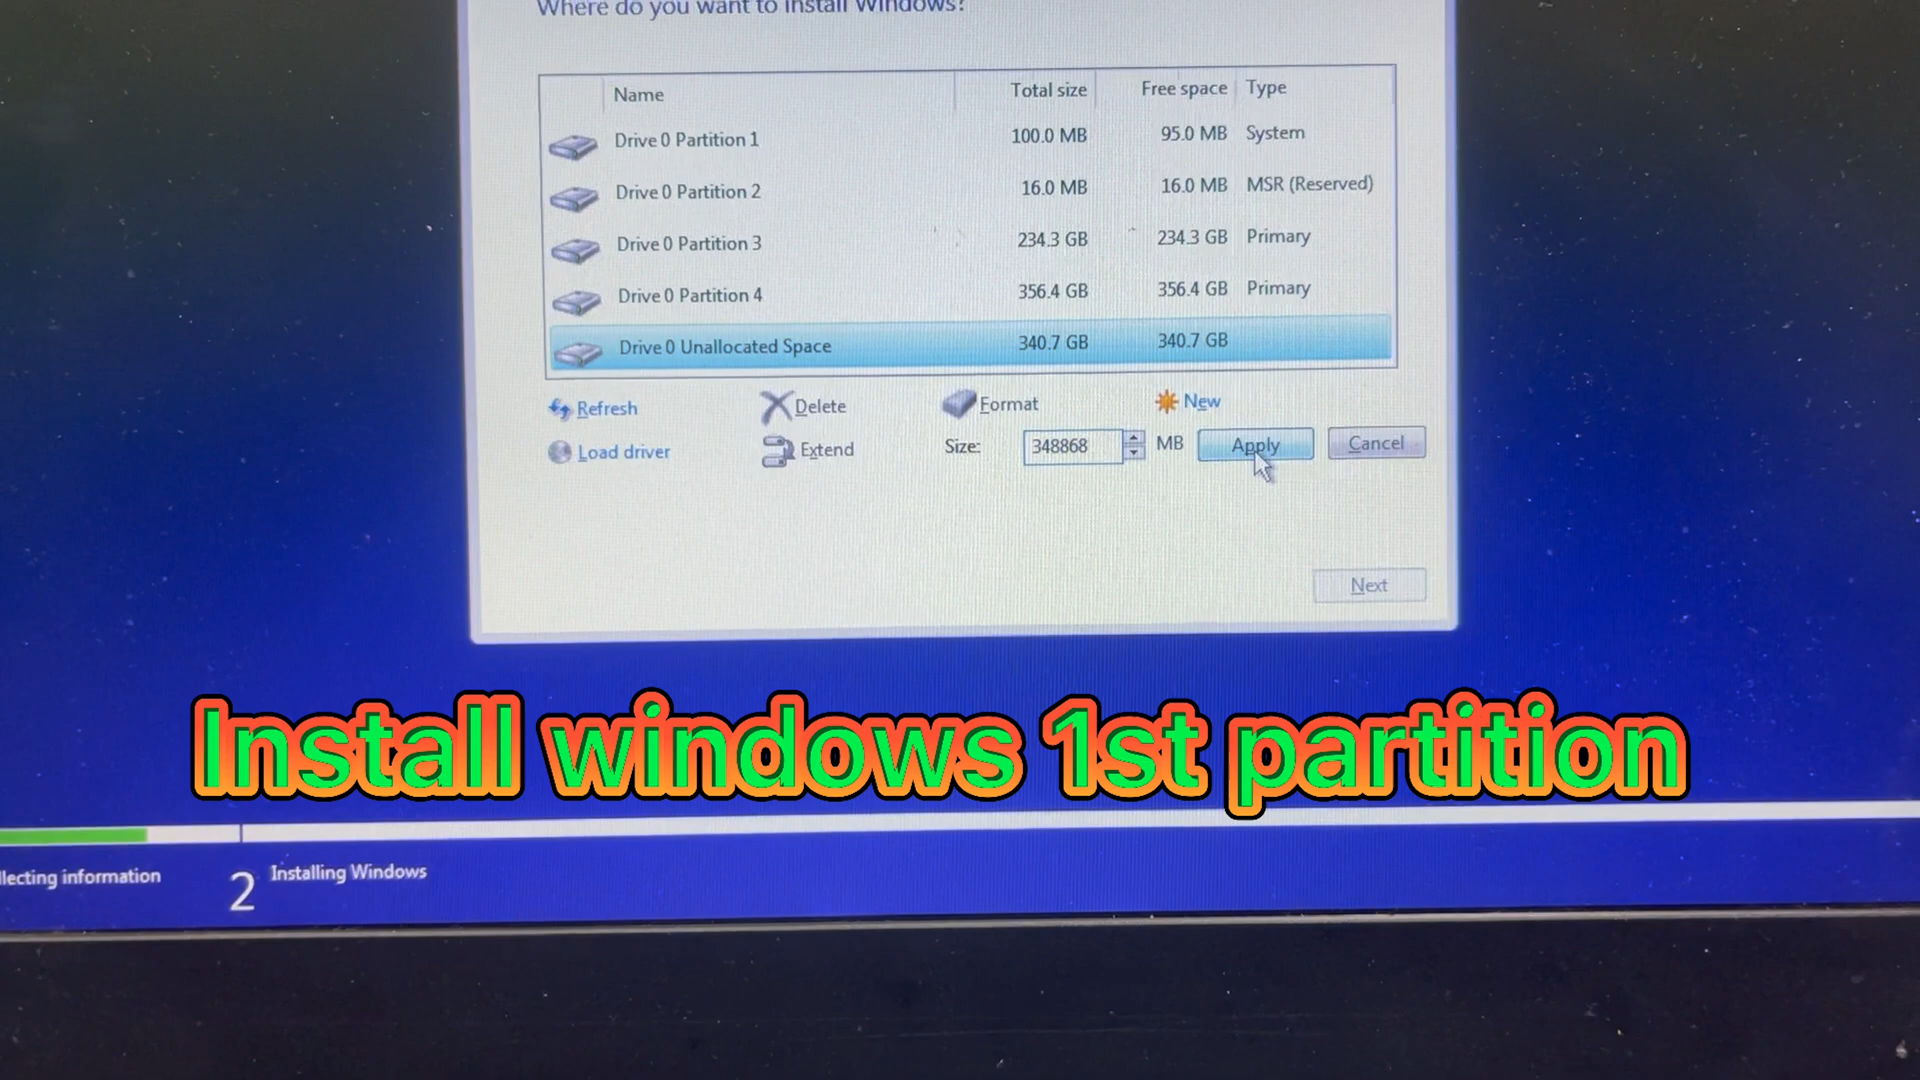 Where do you want to install Windows?
Name Total size Free space Type
Drive 0 Partition 1 100.0 MB 95.0 MB System
Drive 0 Partition 2 16.0 MB 16.0 MB MSR (Reserved)
Drive 0 Partition 3 234.3 GB 234.3 GB Primary
Drive 0 Partition 4 356.4 GB 356.4 GB Primary
Drive 0 Unallocated Space 340.7 GB 340.7 GB
Refresh Delete Format New
Load driver Extend Size: 348868 MB Apply Cancel
Next
Install windows 1st partition
llecting information 2 Installing Windows